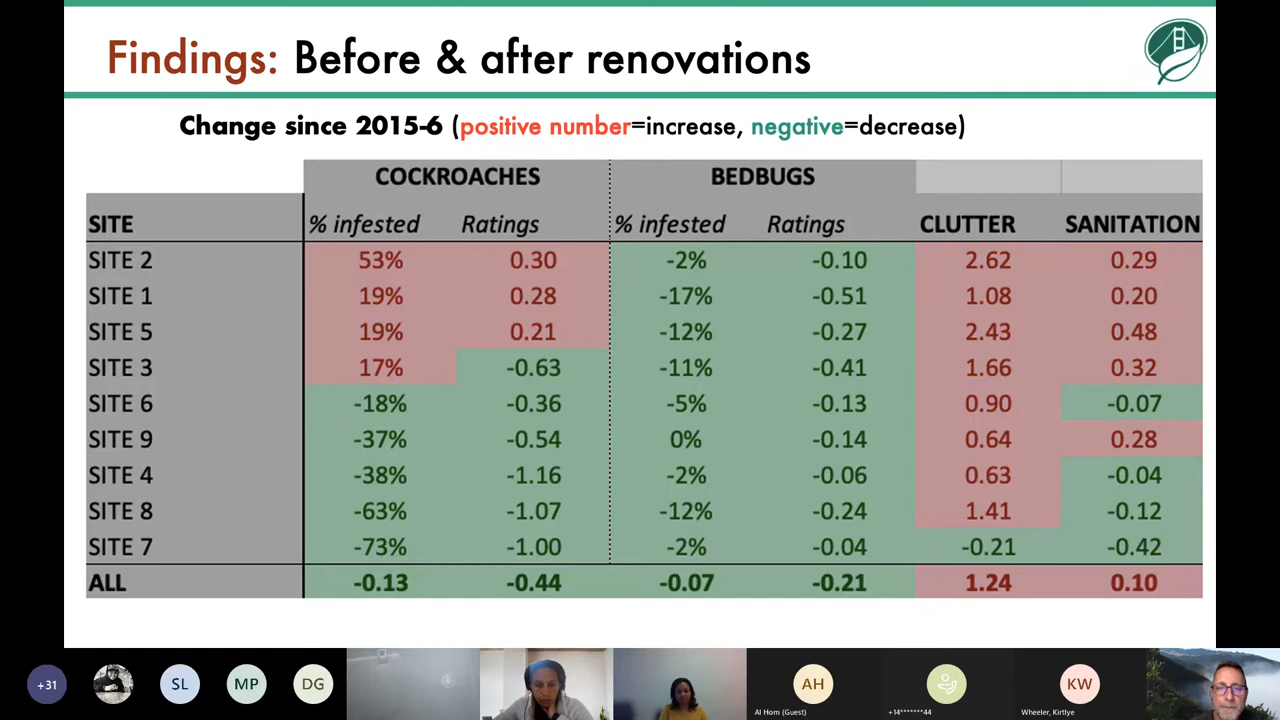 Findings: Before & after renovations
Change since 2015-6 (positive number=increase, negative=decrease)
COCKROACHES BEDBUGS
SITE % infested Ratings % infested Ratings CLUTTER SANITATION
SITE 2 53% 0.30 -2% -0.10 2.62 0.29
SITE 1 19% 0.28 -17% -0.51 1.08 0.20
SITE 5 19% 0.21 -12% -0.27 2.43 0.48
SITE 3 17% -0.63 -11% -0.41 1.66 0.32
SITE 6 -18% -0.36 -5% -0.13 0.90 -0.07
SITE 9 -37% -0.54 0% -0.14 0.64 0.28
SITE 4 -38% -1.16 -2% -0.06 0.63 -0.04
SITE 8 -63% -1.07 -12% -0.24 1.41 -0.12
SITE 7 -73% -1.00 -2% -0.04 -0.21 -0.42
ALL -0.13 -0.44 -0.07 -0.21 1.24 0.10
+31 SL MP DG AH KW
Al Hom (Guest) +14*******44 Wheeler, Kirtlye